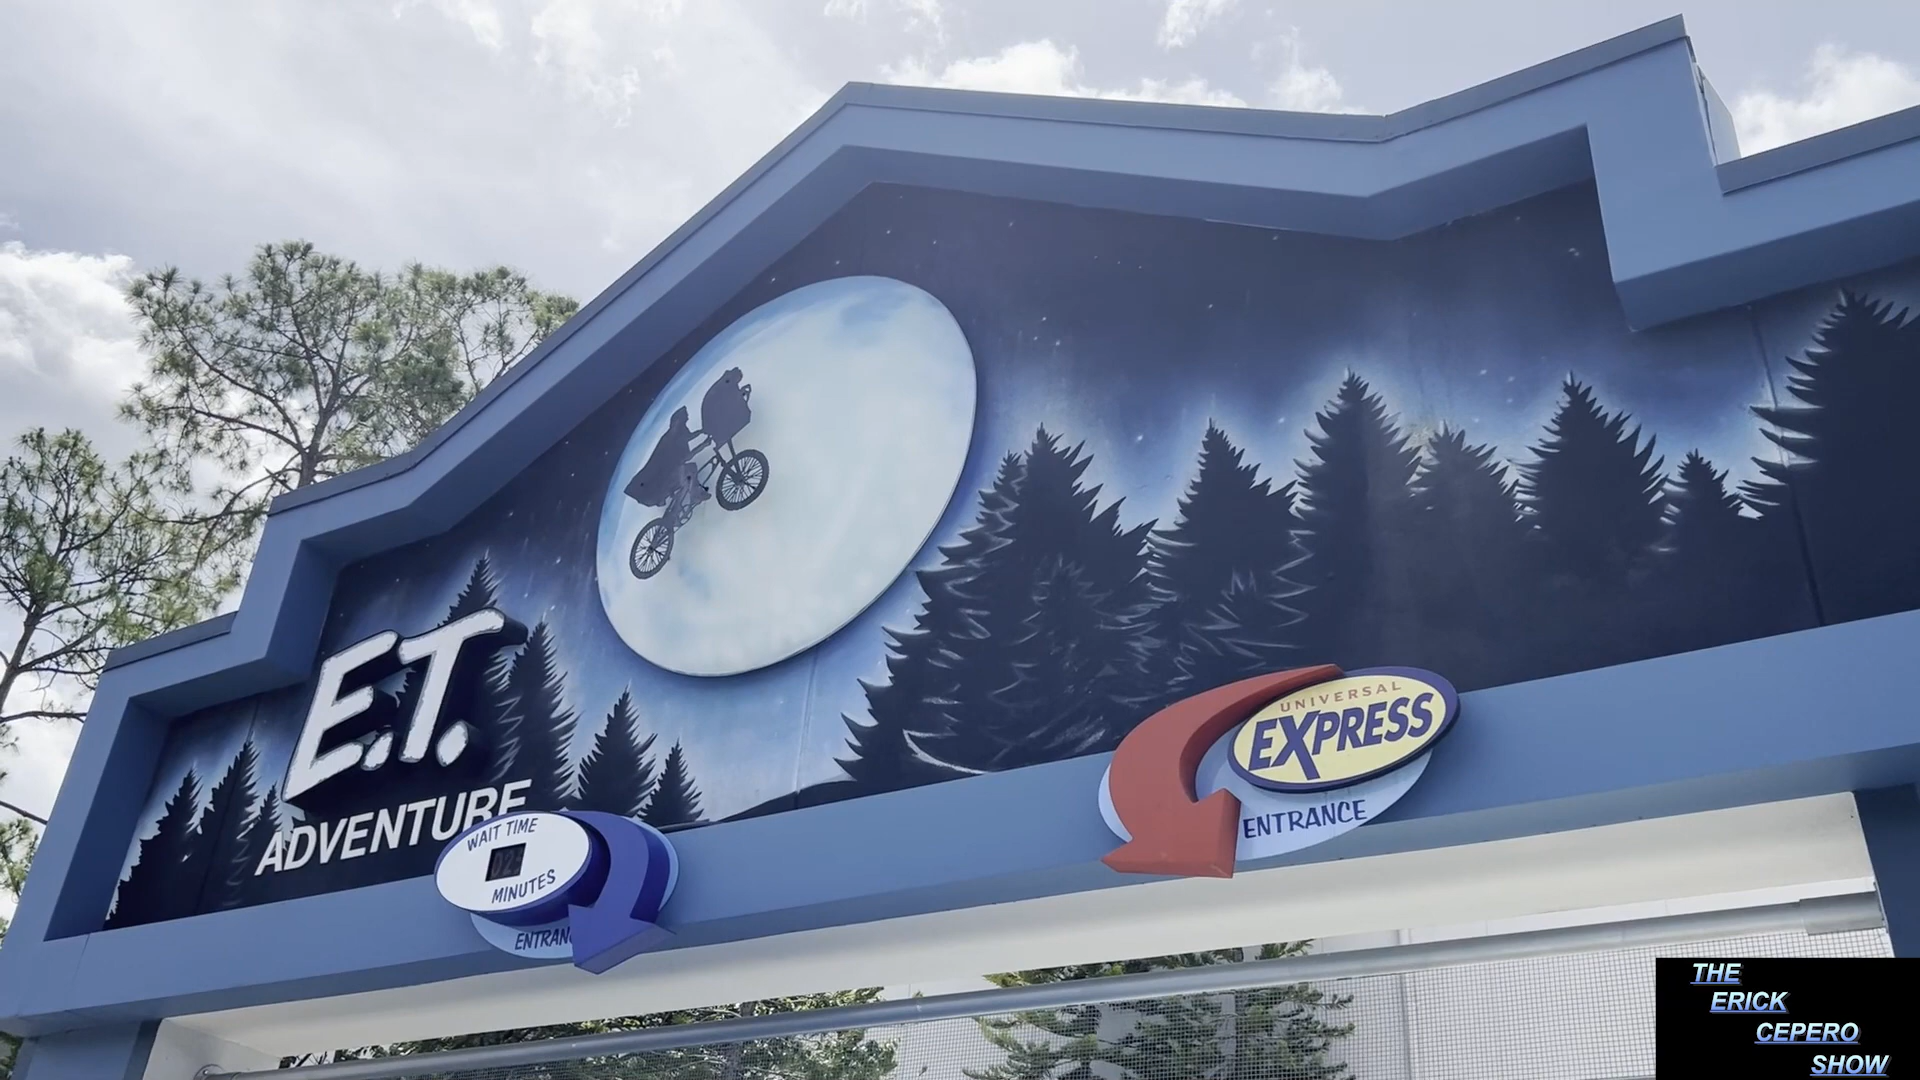 E.T.
ADVENTURE
WAIT TIME
MINUTES
UNIVERSAL
EXPRESS
ENTRANCE
THE
ERICK
CEPERO
SHOW